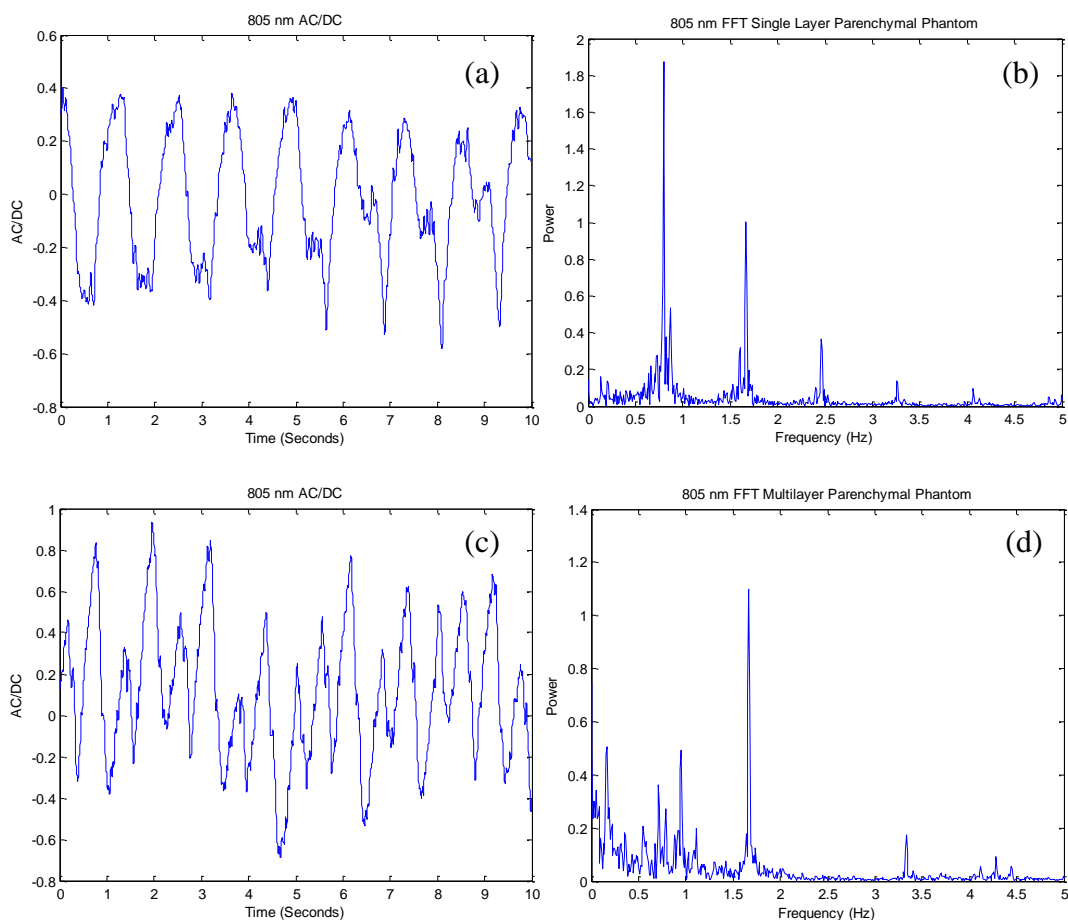 805 nm AC/DC
(a)
AC/DC
0.6
0.4
0.2
0
-0.2
-0.4
-0.6
-0.8
0 1 2 3 4 5 6 7 8 9 10
Time (Seconds)
805 nm FFT Single Layer Parenchymal Phantom
(b)
Power
2
1.8
1.6
1.4
1.2
1
0.8
0.6
0.4
0.2
0
0 0.5 1 1.5 2 2.5 3 3.5 4 4.5 5
Frequency (Hz)
805 nm AC/DC
(c)
AC/DC
1
0.8
0.6
0.4
0.2
0
-0.2
-0.4
-0.6
-0.8
0 1 2 3 4 5 6 7 8 9 10
Time (Seconds)
805 nm FFT Multilayer Parenchymal Phantom
(d)
Power
1.4
1.2
1
0.8
0.6
0.4
0.2
0
0 0.5 1 1.5 2 2.5 3 3.5 4 4.5 5
Frequency (Hz)